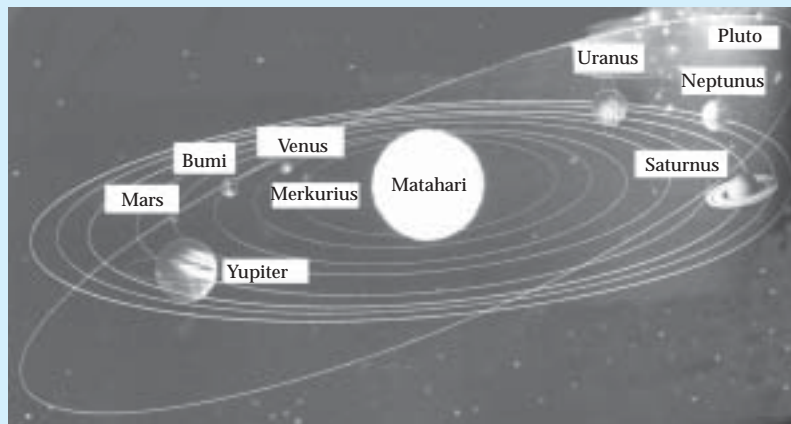 Pluto
Uranus
Neptunus
Venus
Bumi
Saturnus
Merkurius
Matahari
Mars
Yupiter